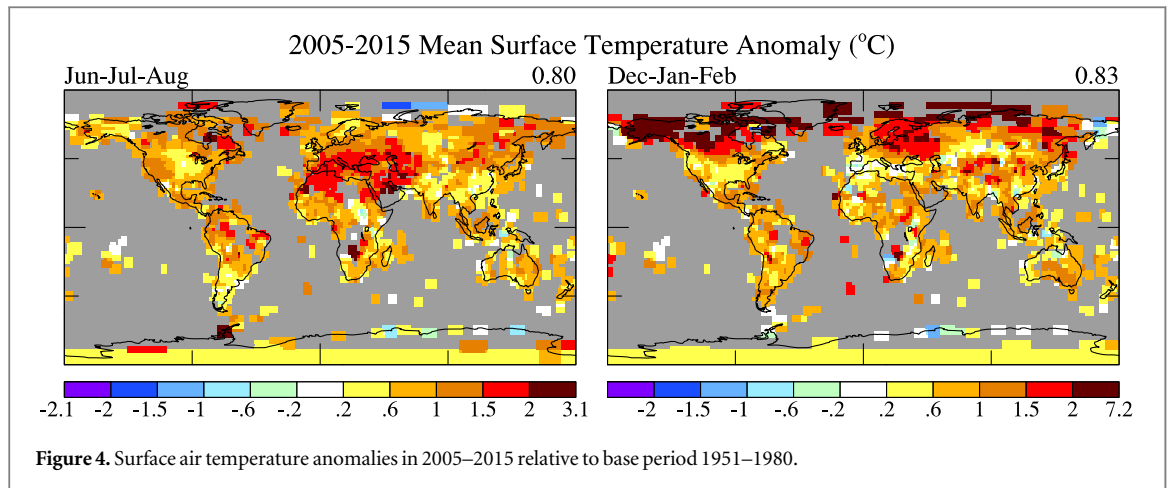 2005-2015 Mean Surface Temperature Anomaly (°C)
Jun-Jul-Aug 0.80
Dec-Jan-Feb 0.83
-2.1 -2 -1.5 -1 -.6 -.2 .2 .6 1 1.5 2 3.1
-2 -1.5 -1 -.6 -.2 .2 .6 1 1.5 2 7.2
Figure 4. Surface air temperature anomalies in 2005–2015 relative to base period 1951–1980.